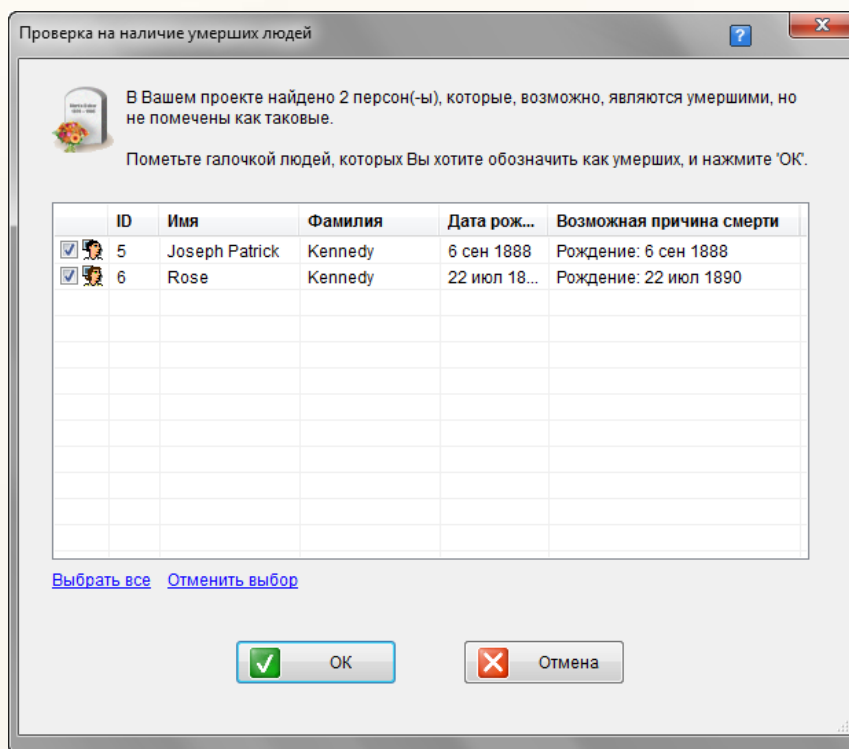 Проверка на наличие умерших людей
?
В Вашем проекте найдено 2 персон(-ы), которые, возможно, являются умершими, но
не помечены как таковые.
Пометьте галочкой людей, которых Вы хотите обозначить как умерших, и нажмите 'ОК'.
ID Имя Фамилия Дата рож... Возможная причина смерти
5 Joseph Patrick Kennedy 6 сен 1888 Рождение: 6 сен 1888
6 Rose Kennedy 22 июл 18... Рождение: 22 июл 1890
Выбрать все Отменить выбор
ОК Отмена